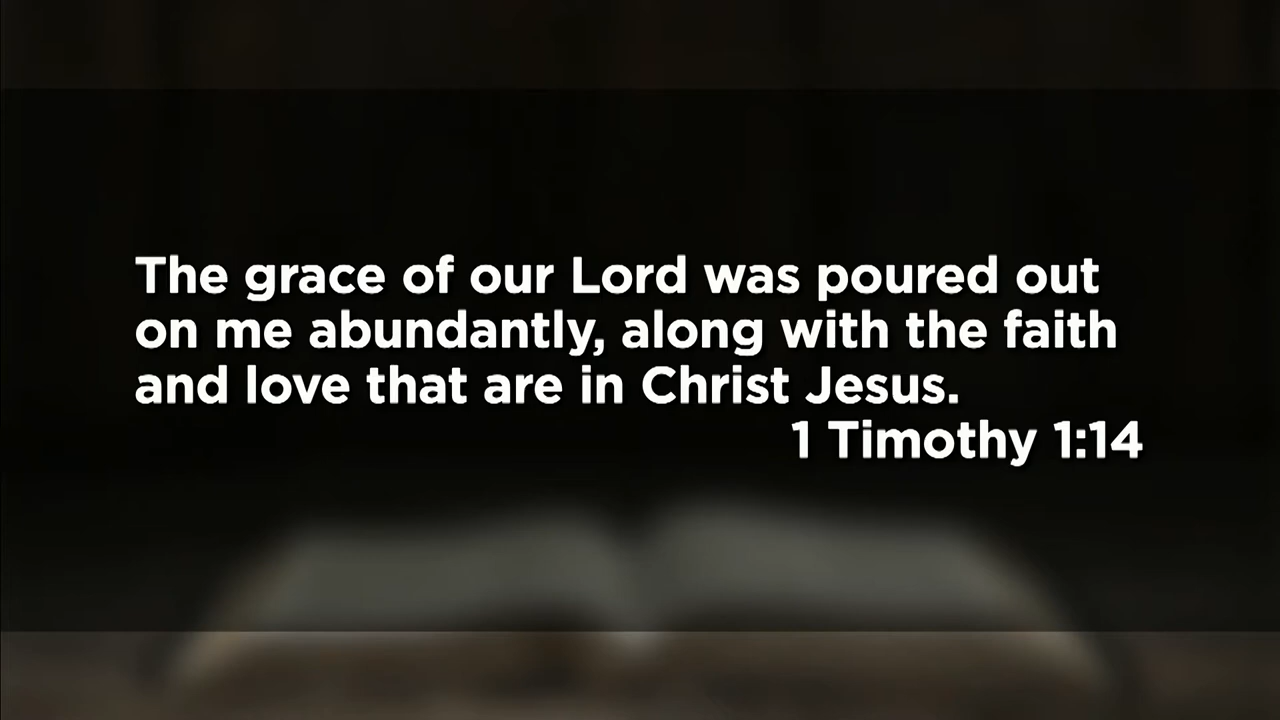 The grace of our Lord was poured out
on me abundantly, along with the faith
and love that are in Christ Jesus.
1 Timothy 1:14